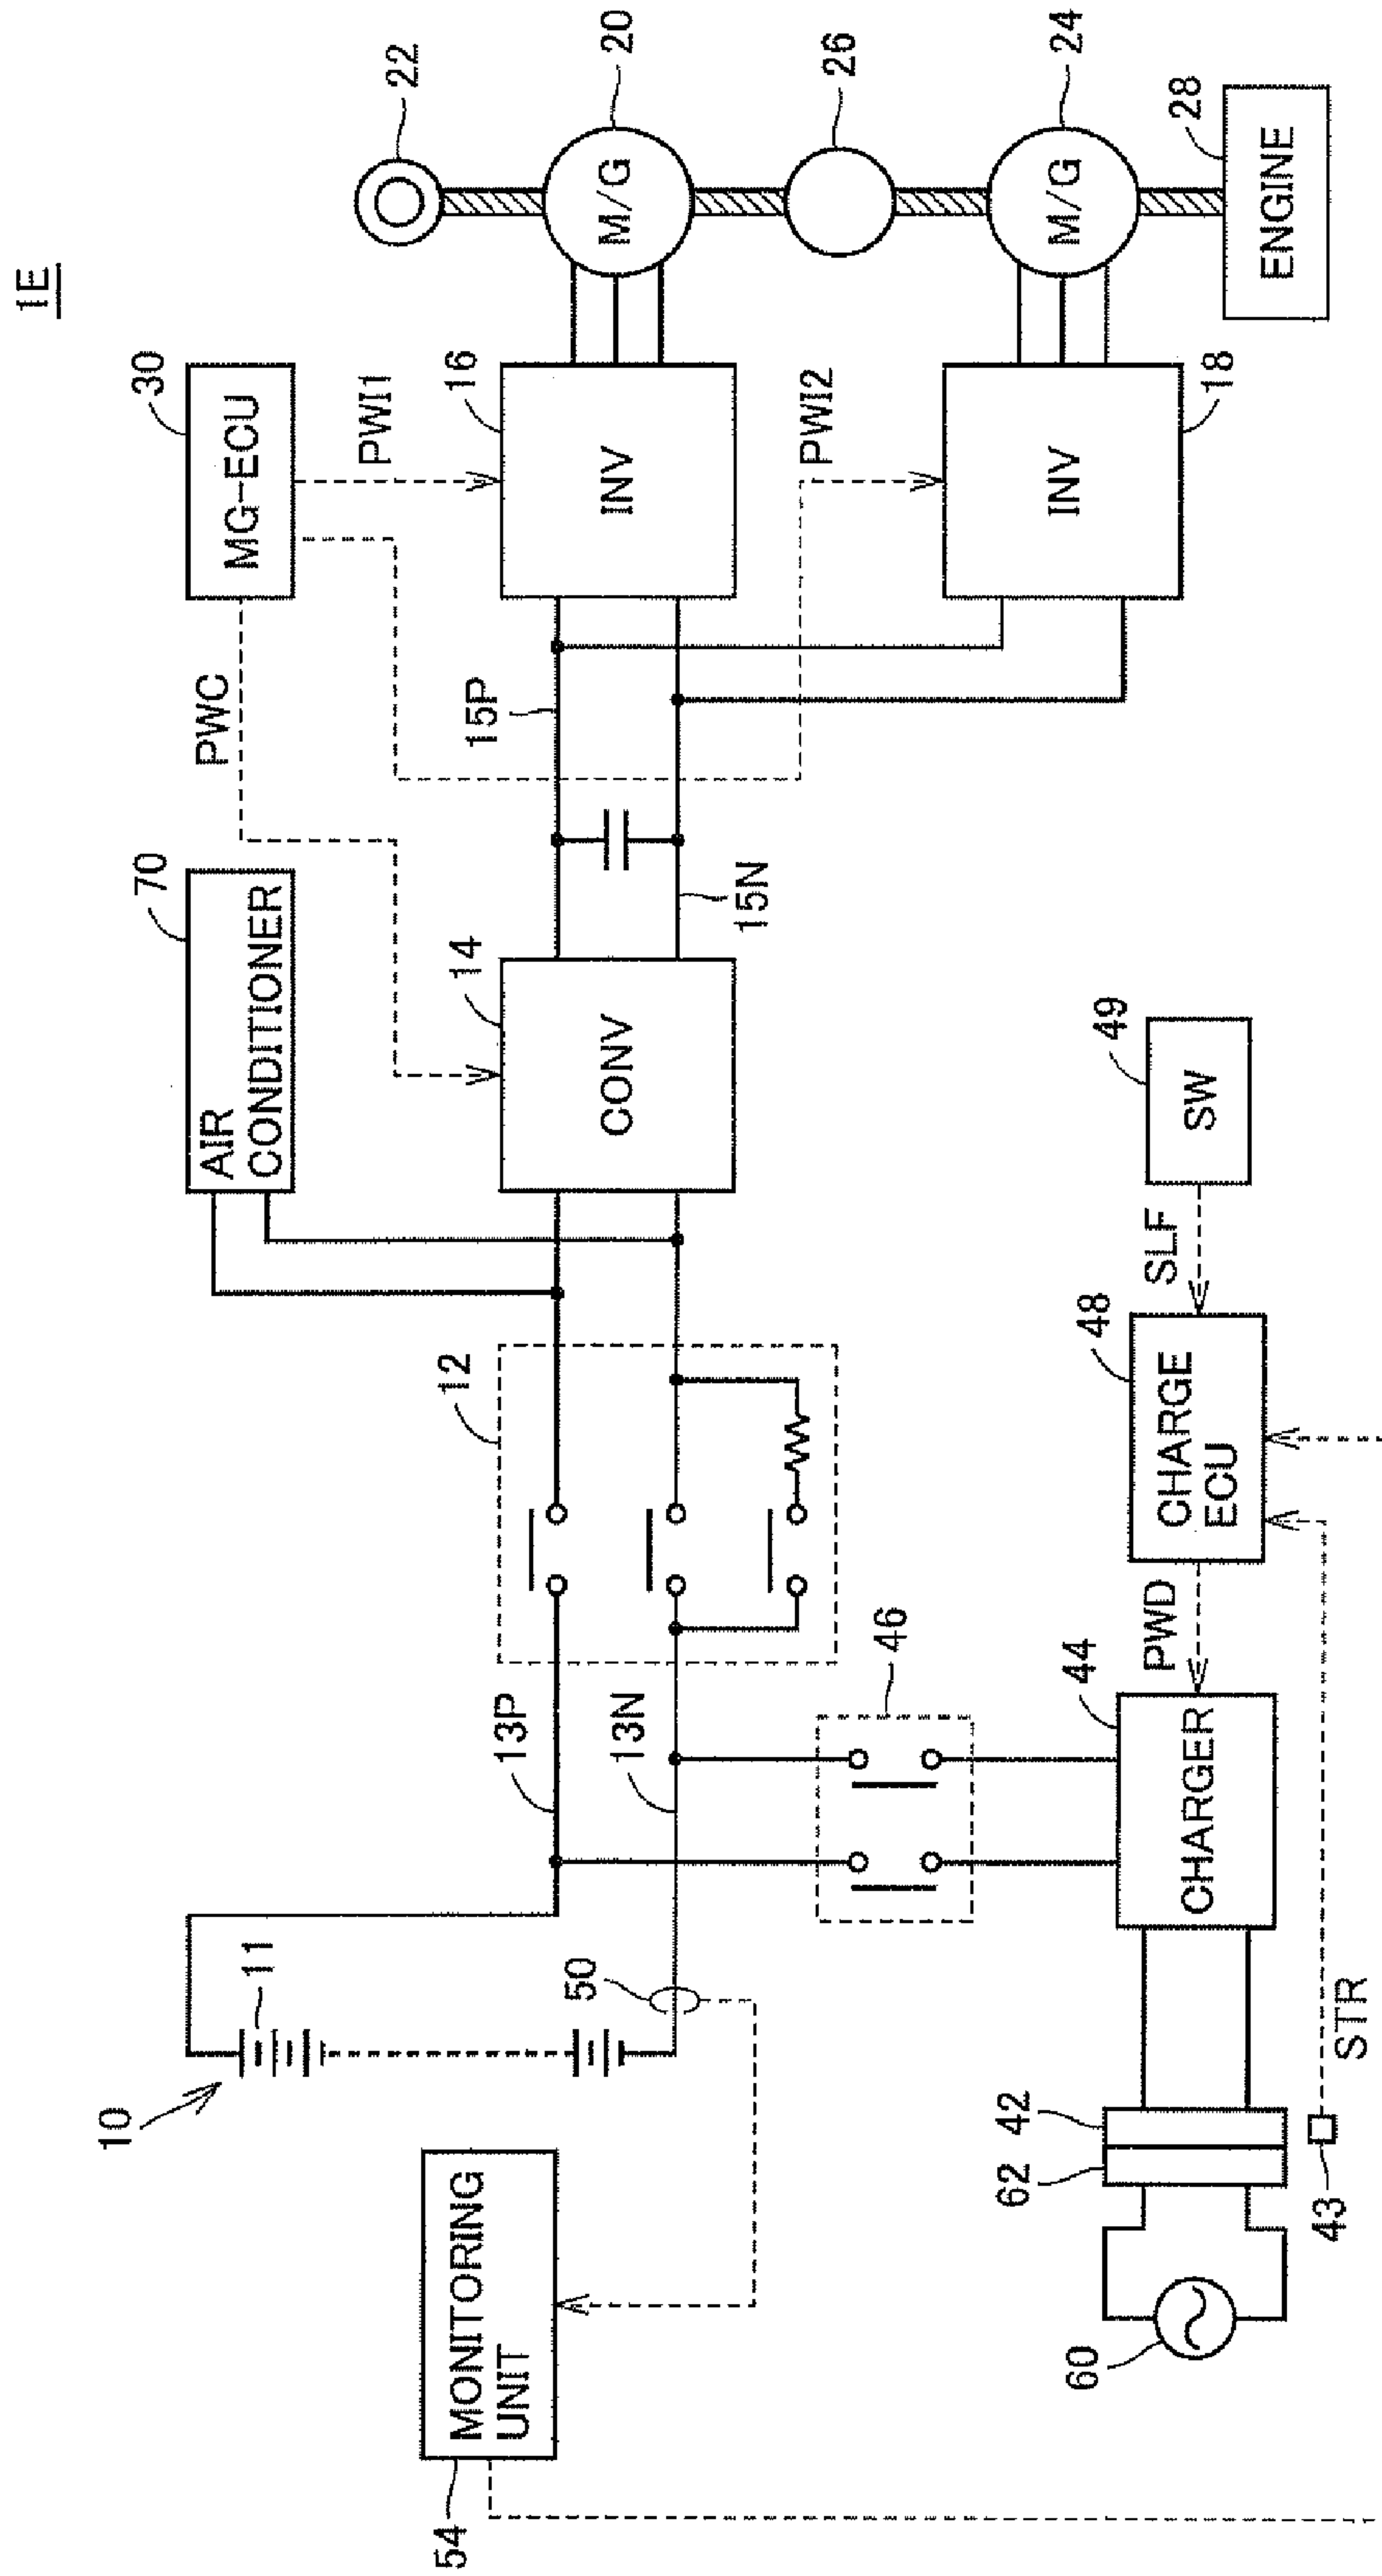 1E
30
MG-ECU
70
AIR
CONDITIONER
PWC
PWI1
22
10
11
13P
12
14
CONV
15P
16
INV
20
M/G
MONITORING
UNIT
54
50
13N
15N
PWI2
26
46
62
42
44
CHARGER
PWD
48
CHARGE
ECU
SLF
49
SW
INV
18
24
M/G
28
ENGINE
60
43
STR